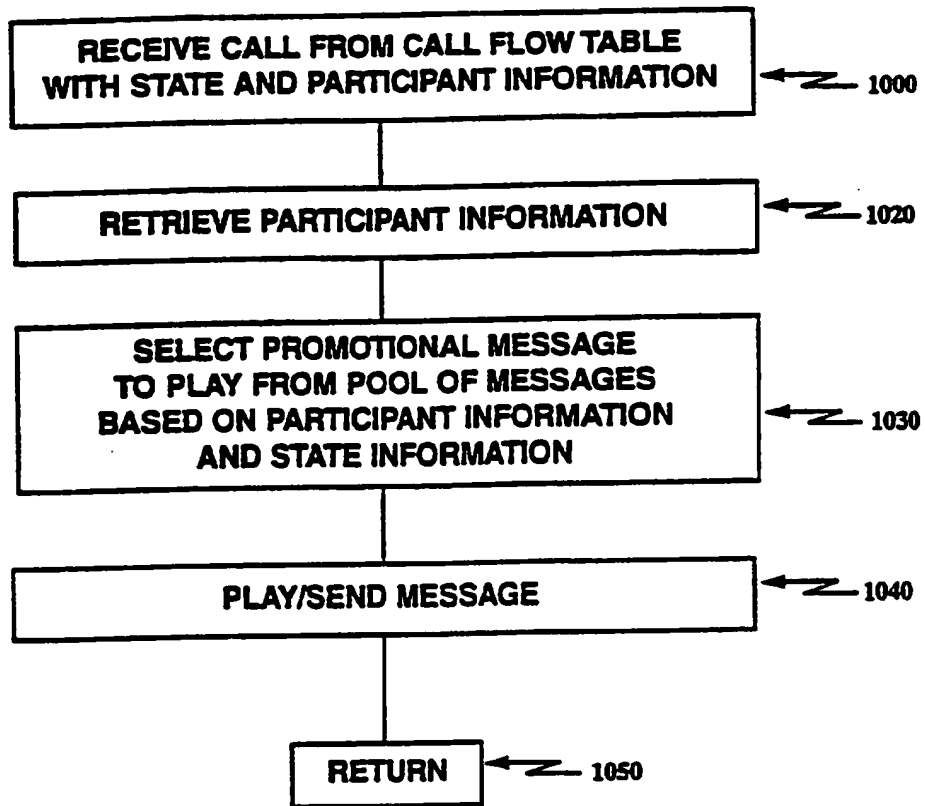 RECEIVE CALL FROM CALL FLOW TABLE
WITH STATE AND PARTICIPANT INFORMATION
1000
RETRIEVE PARTICIPANT INFORMATION
1020
SELECT PROMOTIONAL MESSAGE
TO PLAY FROM POOL OF MESSAGES
BASED ON PARTICIPANT INFORMATION
AND STATE INFORMATION
1030
PLAY/SEND MESSAGE
1040
RETURN
1050